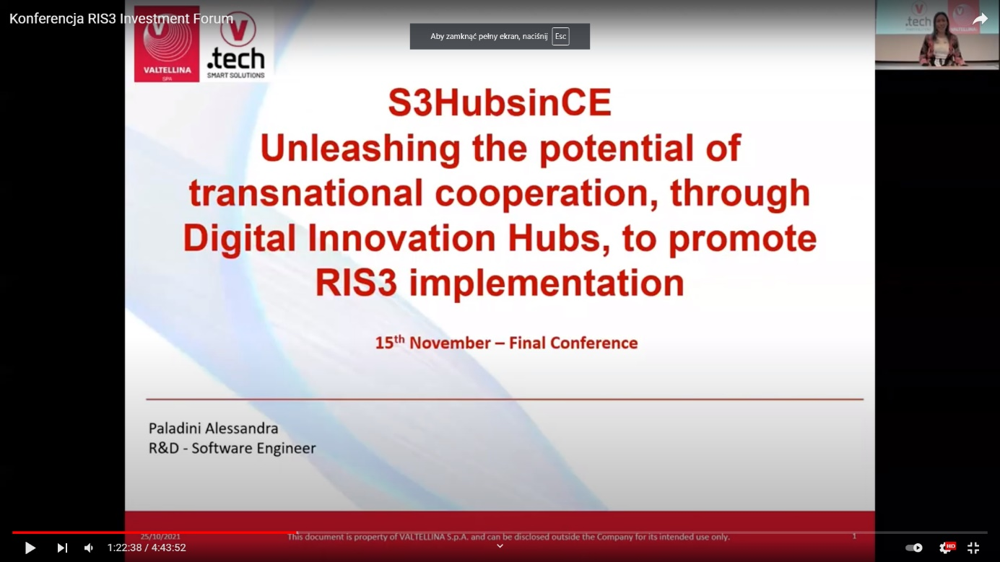 Konferencja RIS3 Investment Forum
Aby zamknąć pełny ekran, naciśnij Esc
VALTELLINA
SPA
.tech
SMART SOLUTIONS
.tech
VALTELLINA
S3HubsinCE
Unleashing the potential of
transnational cooperation, through
Digital Innovation Hubs, to promote
RIS3 implementation
15th November – Final Conference
Paladini Alessandra
R&D - Software Engineer
25/10/2021
This document is property of VALTELLINA S.p.A. and can be disclosed outside the Company for its intended use only.
1
1:22:38 / 4:43:52
HD